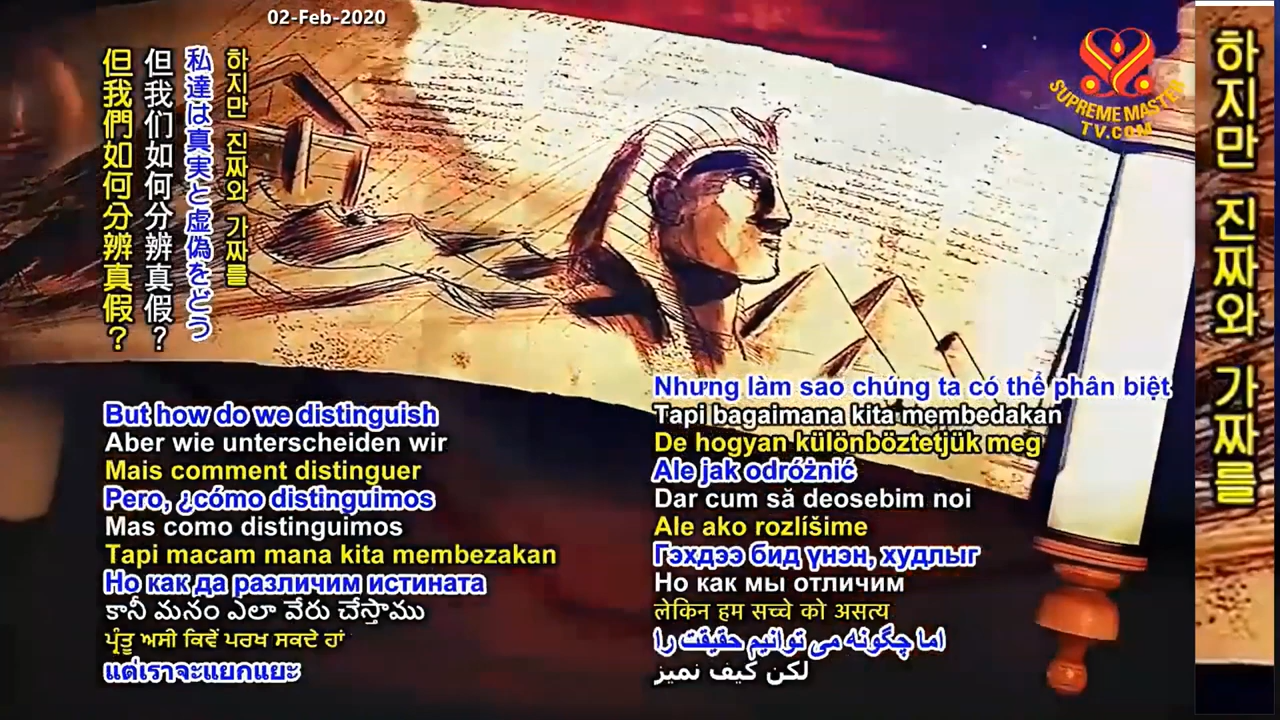 02-Feb-2020
SUPREME MASTER
TV.COM
하지만 진짜와 가짜를
私達は真実と虚偽をどう
但我们如何分辨真假?
但我們如何分辨真假?
But how do we distinguish
Aber wie unterscheiden wir
Mais comment distinguer
Pero, ¿cómo distinguimos
Mas como distinguimos
Tapi macam mana kita membezakan
Но как да различим истината
కానీ మనం ఎలా వేరు చేస్తాము
ਪ੍ਰੰਤੂ ਅਸੀ ਕਿਵੇਂ ਪਰਖ ਸਕਦੇ ਹਾਂ
แต่เราจะแยกแยะ
Nhưng làm sao chúng ta có thể phân biệt
Tapi bagaimana kita membedakan
De hogyan különböztetjük meg
Ale jak odróżnić
Dar cum să deosebim noi
Ale ako rozlíšime
Гэхдээ бид үнэн, худлыг
Но как мы отличим
लेकिन हम सच्चे को असत्य
اما چگونه می توانیم حقیقت را
لكن كيف نميز
하지만 진짜와 가짜를